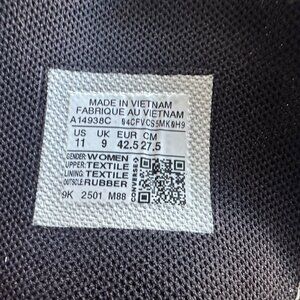 MADE IN VIETNAM
FABRIQUE AU VIETNAM
A14938C 04CFVCS5MK0H9
US UK EUR CM
11 9 42.5 27.5
GENDER: WOMEN
UPPER: TEXTILE
LINING: TEXTILE
OUTSOLE: RUBBER
CONVERSE
9K 2501 M88